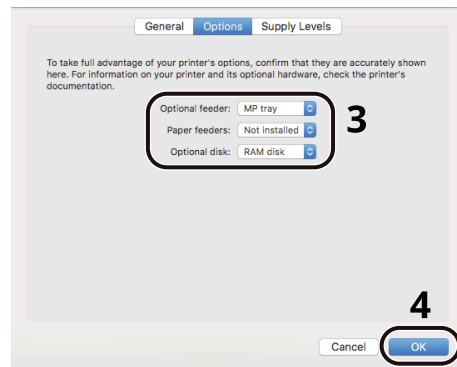 General Options Supply Levels
To take full advantage of your printer's options, confirm that they are accurately shown
here. For information on your printer and its optional hardware, check the printer's
documentation.
Optional feeder: MP tray
3
Paper feeders: Not installed
Optional disk: RAM disk
4
Cancel OK